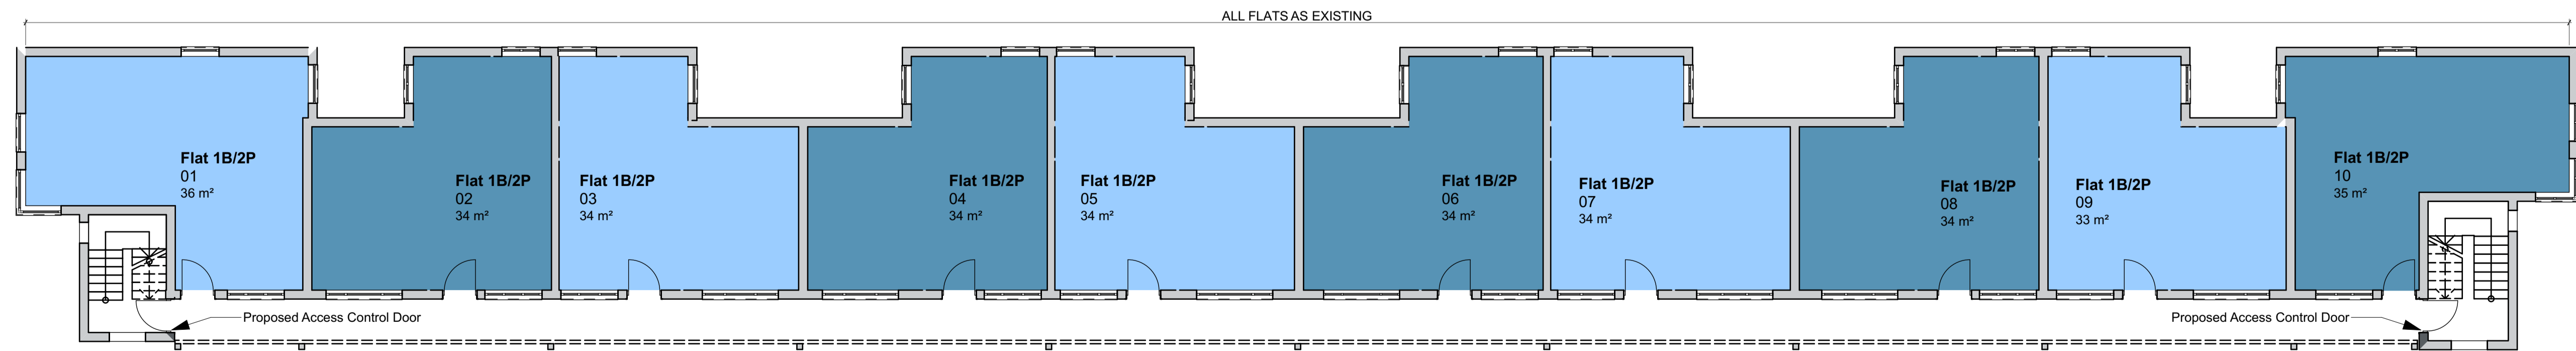 ALL FLATS AS EXISTING
Flat 1B/2P
01
36 m²
Flat 1B/2P
02
34 m²
Flat 1B/2P
03
34 m²
Flat 1B/2P
04
34 m²
Flat 1B/2P
05
34 m²
Flat 1B/2P
06
34 m²
Flat 1B/2P
07
34 m²
Flat 1B/2P
08
34 m²
Flat 1B/2P
09
33 m²
Flat 1B/2P
10
35 m²
Proposed Access Control Door
Proposed Access Control Door